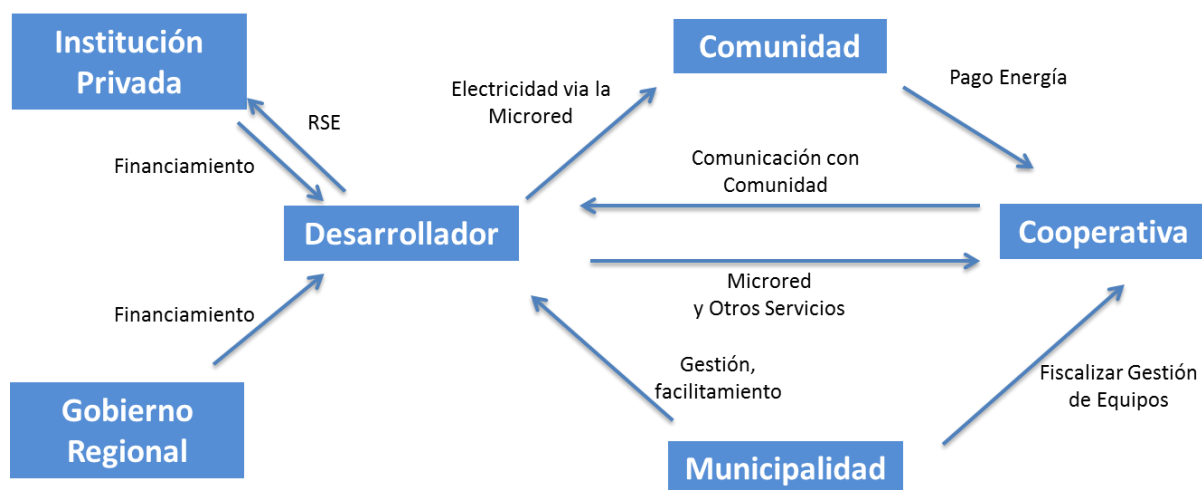 Institución
Privada
Comunidad
Electricidad via la
Microred
Pago Energía
RSE
Financiamiento
Comunicación con
Comunidad
Desarrollador
Cooperativa
Microred
y Otros Servicios
Financiamiento
Gestión,
facilitamiento
Fiscalizar Gestión
de Equipos
Gobierno
Regional
Municipalidad